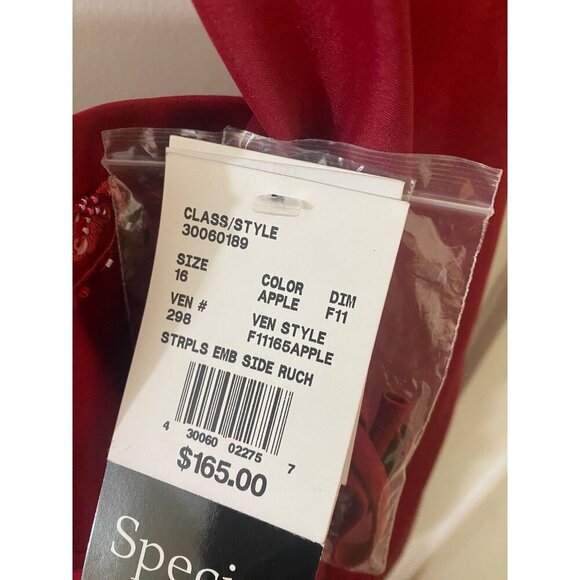 CLASS/STYLE
30060189
SIZE COLOR DIM
16 APPLE F11
VEN # VEN STYLE
298 F11165APPLE
STRPLS EMB SIDE RUCH
4 30060 02275 7
$165.00